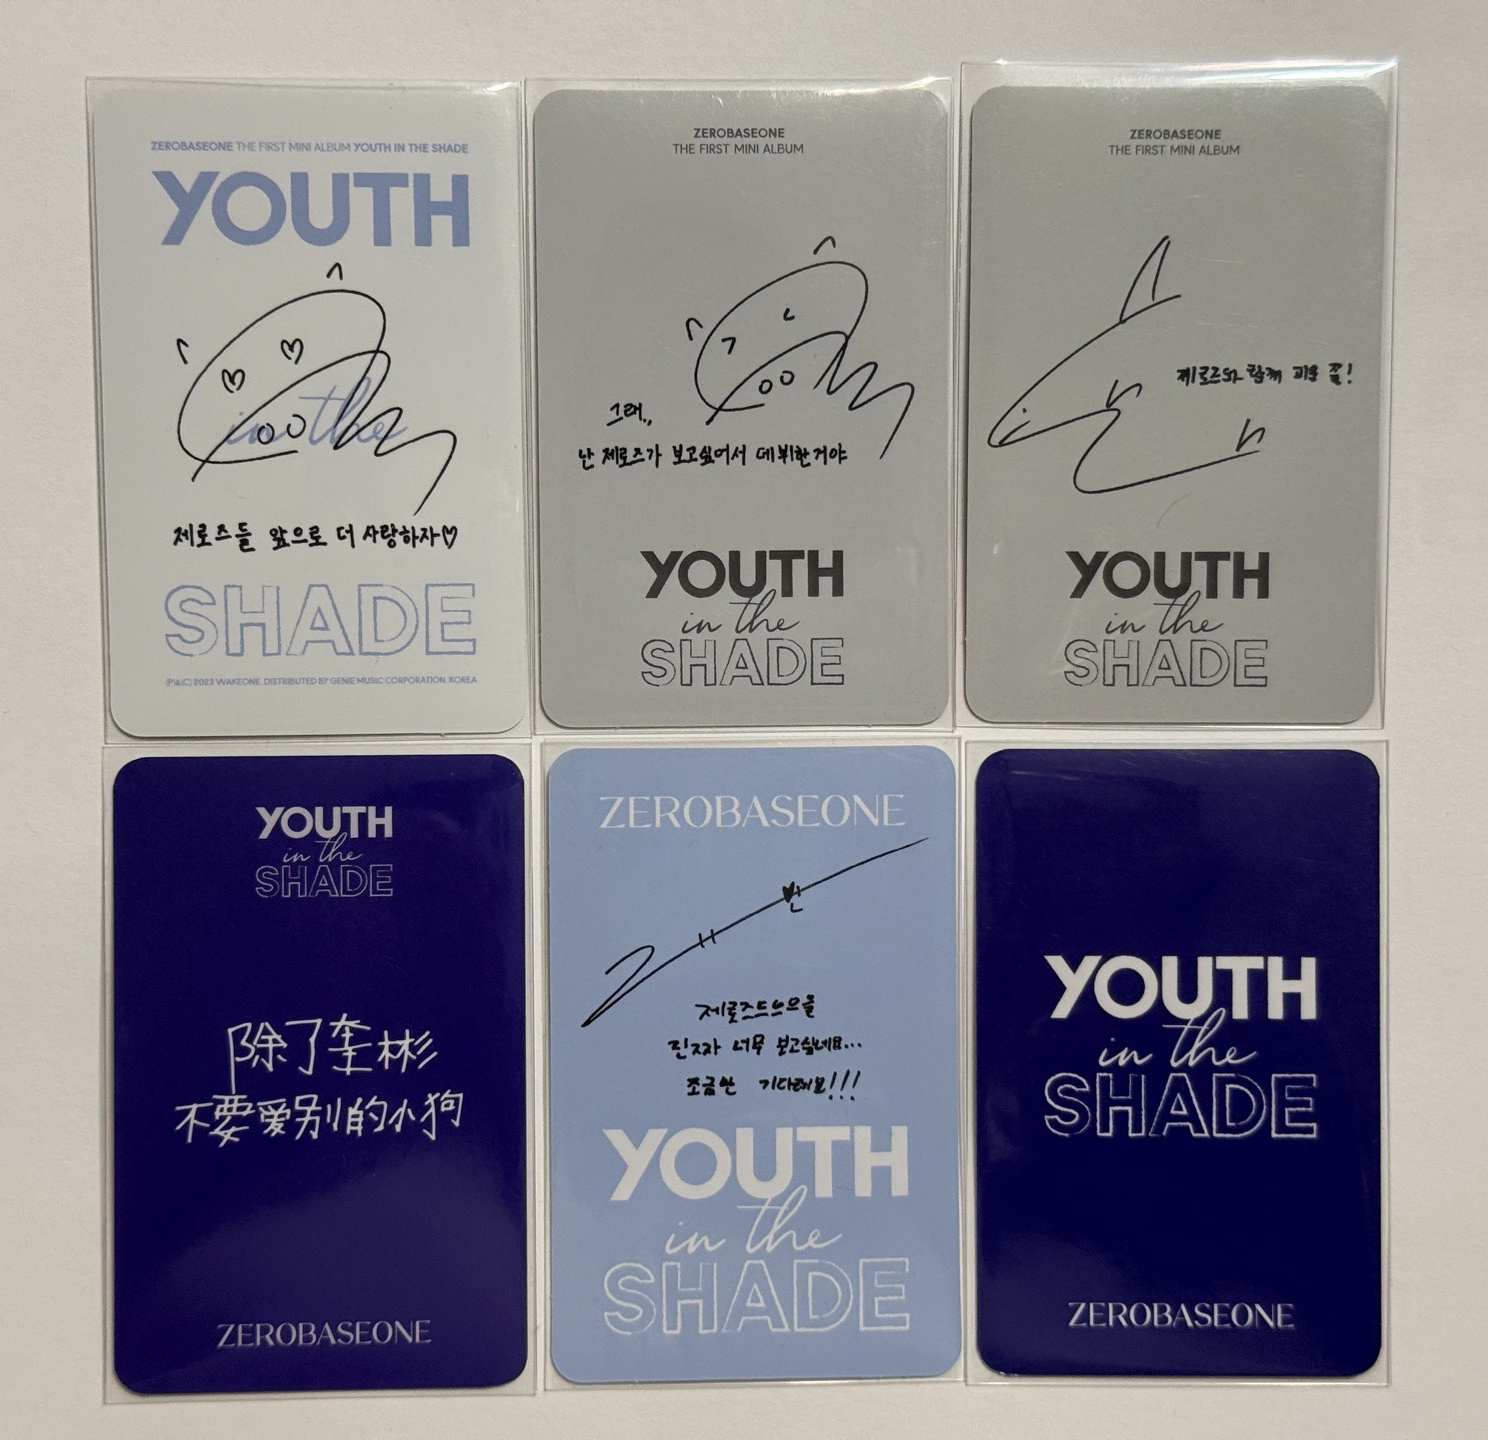 ZEROBASEONE THE FIRST MINI ALBUM YOUTH IN THE SHADE
YOUTH
in the
제로즈들 앞으로 더 사랑하자♡
SHADE
(P)&(C) 2023 WAKEONE. DISTRIBUTED BY GENIE MUSIC CORPORATION, KOREA
ZEROBASEONE
THE FIRST MINI ALBUM
그래..
난 제로즈가 보고싶어서 데뷔한거야
YOUTH
in the
SHADE
ZEROBASEONE
THE FIRST MINI ALBUM
제로즈와 함께
YOUTH
in the
SHADE
YOUTH
in the
SHADE
除了奎彬
不要爱别的小狗
ZEROBASEONE
ZEROBASEONE
제로즈드으으을
진짜 너무 보고싶네요...
조금만 기다려요!!!
YOUTH
in the
SHADE
YOUTH
in the
SHADE
ZEROBASEONE